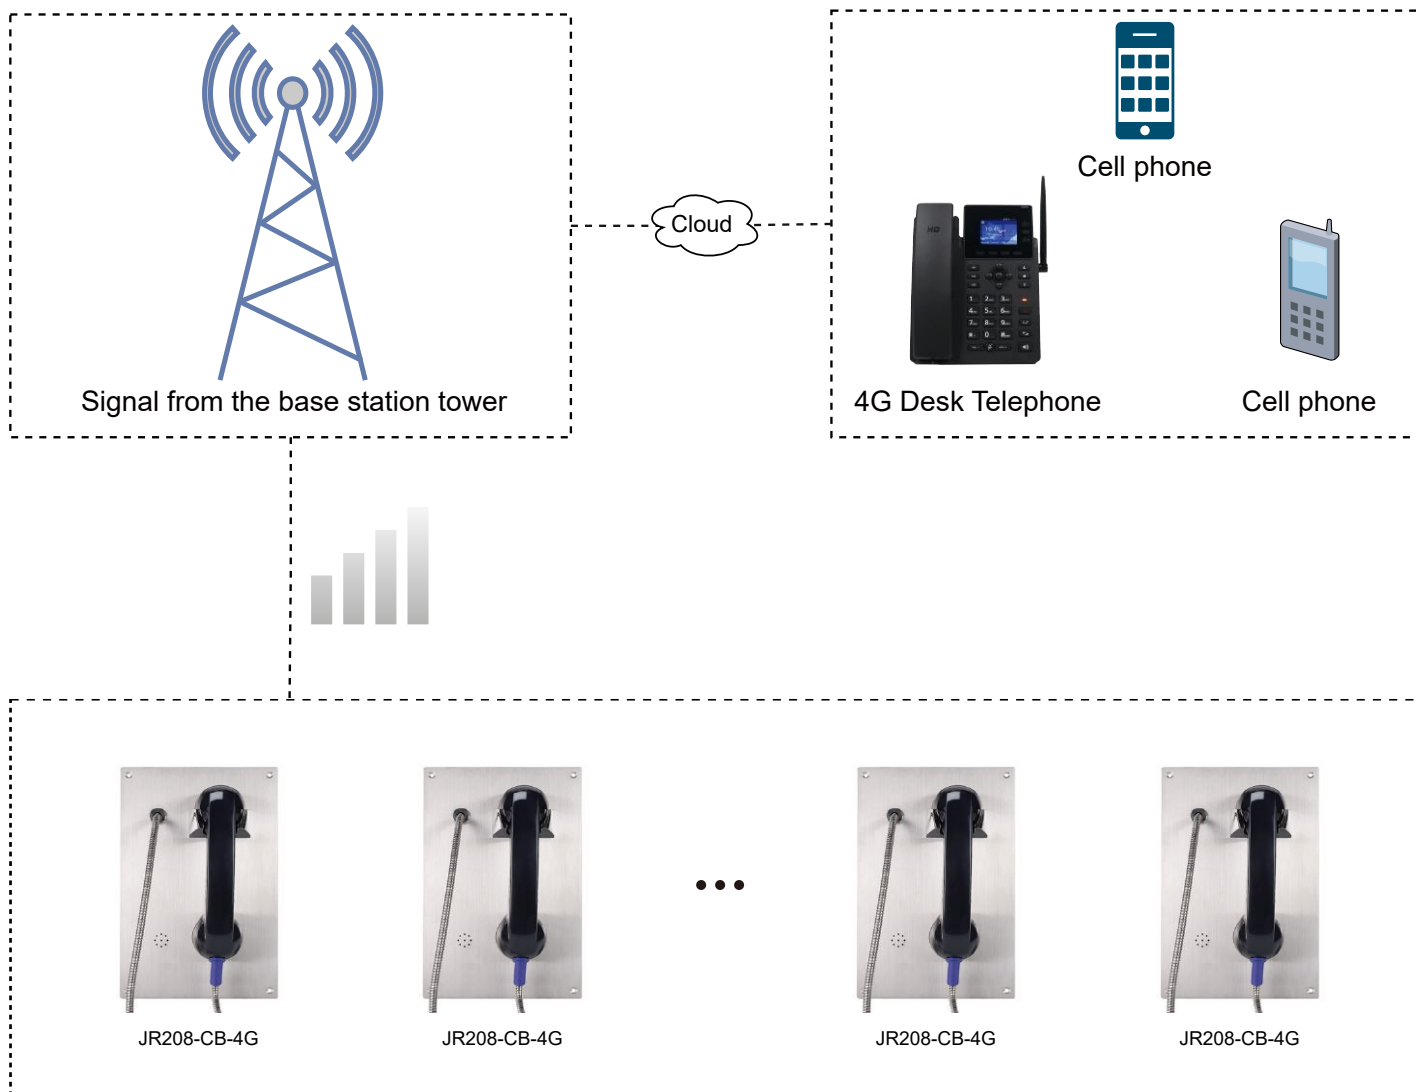 Cell phone
Cloud
HD
4G Desk Telephone
Cell phone
Signal from the base station tower
JR208-CB-4G
JR208-CB-4G
JR208-CB-4G
JR208-CB-4G